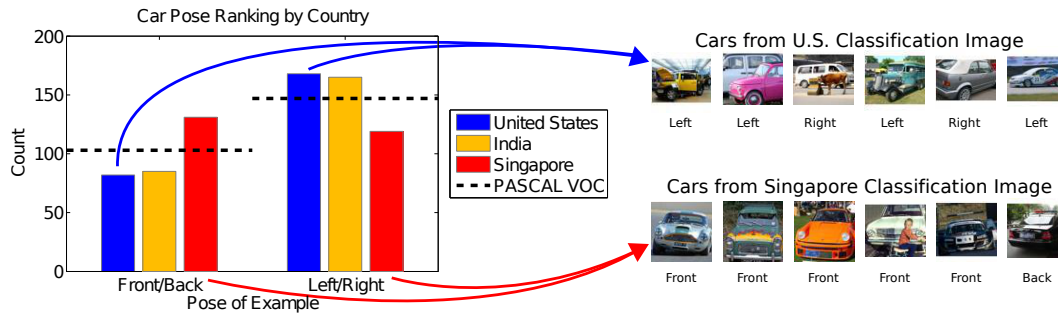 Car Pose Ranking by Country
200
150
100
50
0
Count
Front/Back
Left/Right
Pose of Example
United States
India
Singapore
PASCAL VOC
Cars from U.S. Classification Image
Left Left Right Left Right Left
Cars from Singapore Classification Image
Front Front Front Front Front Back